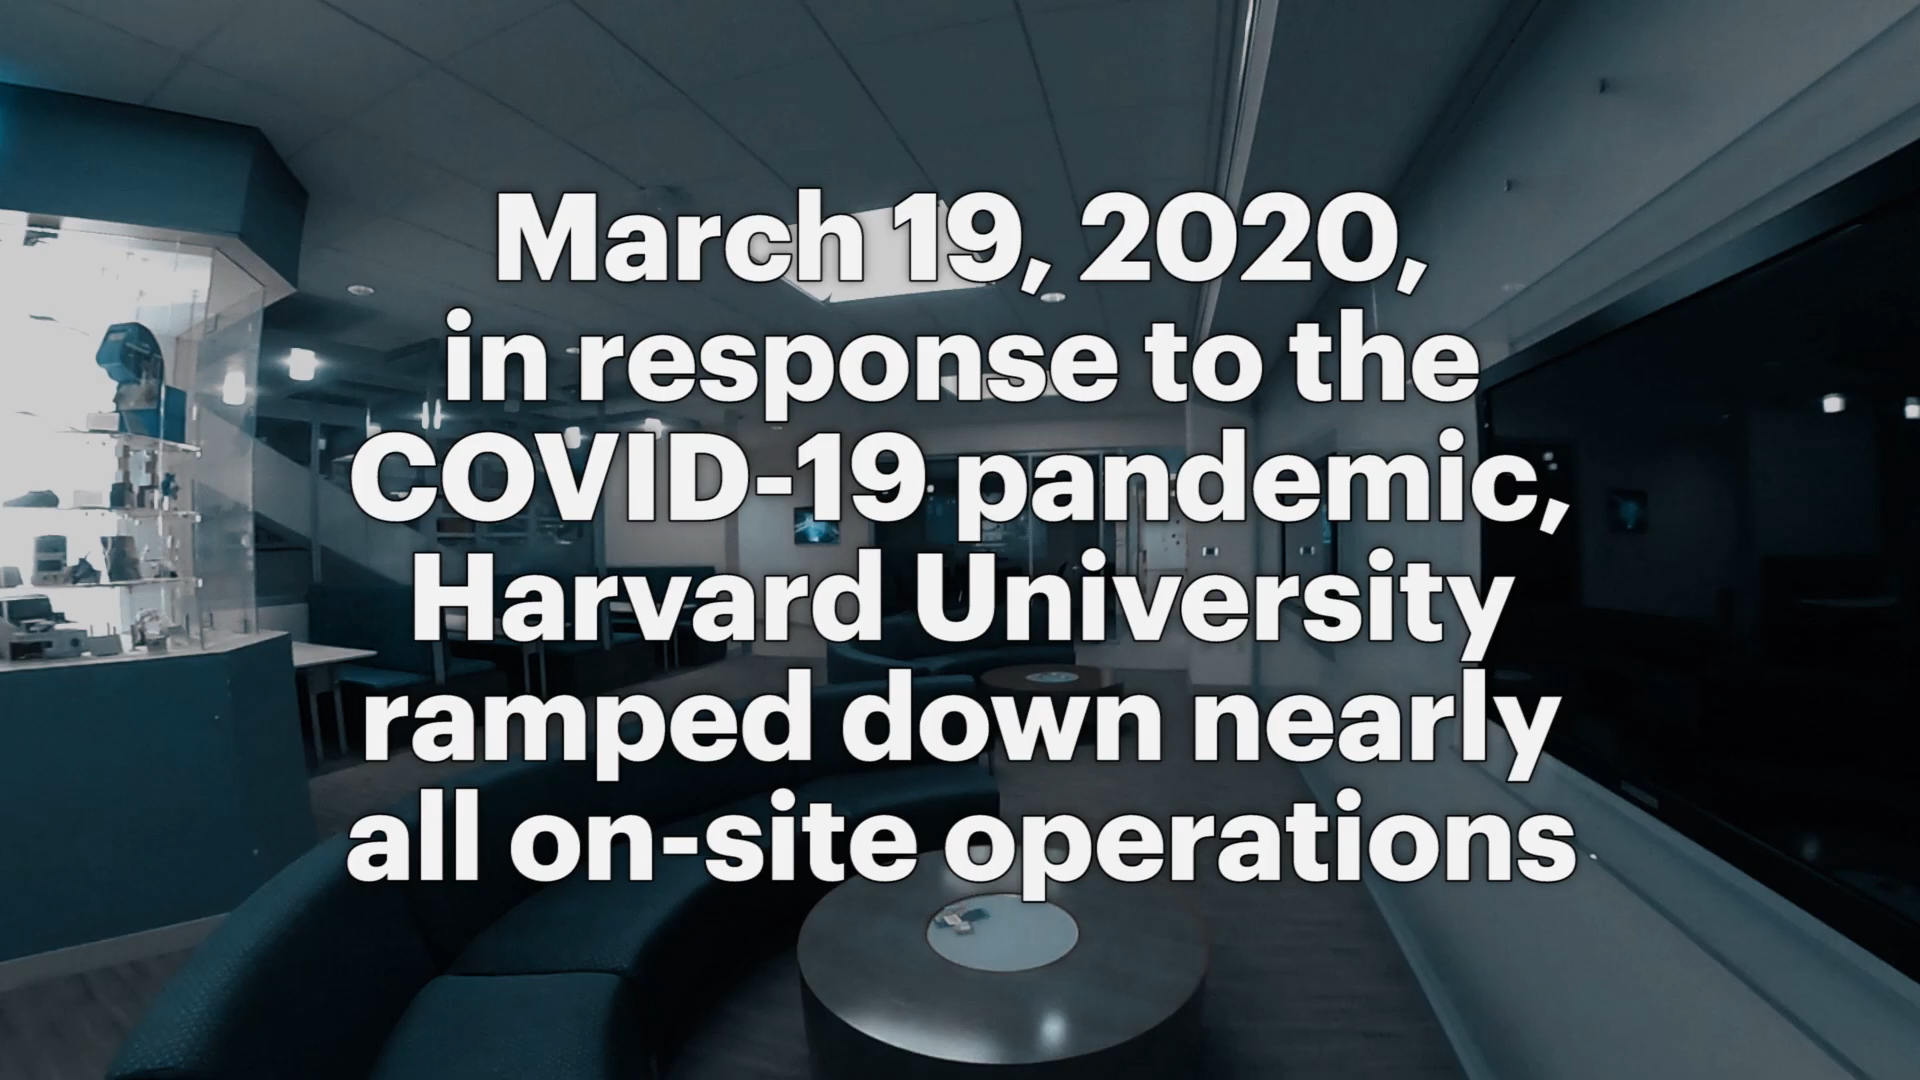 March 19, 2020,
in response to the
COVID-19 pandemic,
Harvard University
ramped down nearly
all on-site operations